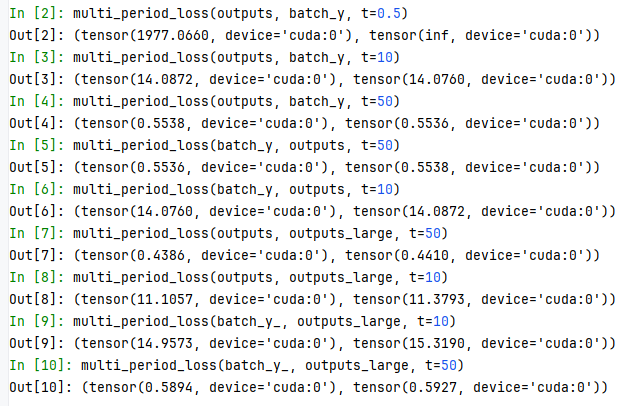 In [2]: multi_period_loss(outputs, batch_y, t=0.5)
Out[2]: (tensor(1977.0660, device='cuda:0'), tensor(inf, device='cuda:0'))
In [3]: multi_period_loss(outputs, batch_y, t=10)
Out[3]: (tensor(14.0872, device='cuda:0'), tensor(14.0760, device='cuda:0'))
In [4]: multi_period_loss(outputs, batch_y, t=50)
Out[4]: (tensor(0.5538, device='cuda:0'), tensor(0.5536, device='cuda:0'))
In [5]: multi_period_loss(batch_y, outputs, t=50)
Out[5]: (tensor(0.5536, device='cuda:0'), tensor(0.5538, device='cuda:0'))
In [6]: multi_period_loss(batch_y, outputs, t=10)
Out[6]: (tensor(14.0760, device='cuda:0'), tensor(14.0872, device='cuda:0'))
In [7]: multi_period_loss(outputs, outputs_large, t=50)
Out[7]: (tensor(0.4386, device='cuda:0'), tensor(0.4410, device='cuda:0'))
In [8]: multi_period_loss(outputs, outputs_large, t=10)
Out[8]: (tensor(11.1057, device='cuda:0'), tensor(11.3793, device='cuda:0'))
In [9]: multi_period_loss(batch_y_, outputs_large, t=10)
Out[9]: (tensor(14.9573, device='cuda:0'), tensor(15.3190, device='cuda:0'))
In [10]: multi_period_loss(batch_y_, outputs_large, t=50)
Out[10]: (tensor(0.5894, device='cuda:0'), tensor(0.5927, device='cuda:0'))